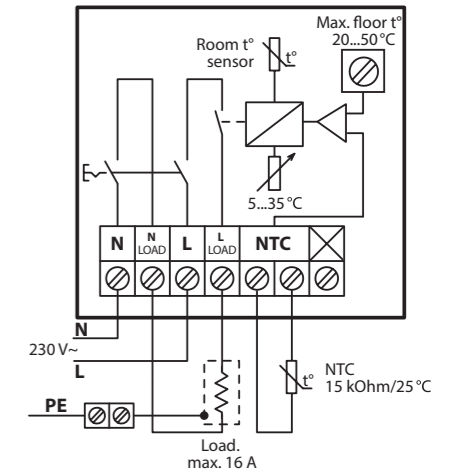 Max. floor t°
20...50 °C
Room t°
sensor
t°
5...35 °C
N
N
LOAD
L
L
LOAD
NTC
N
230 V~
L
PE
t°
NTC
15 kOhm/25 °C
Load.
max. 16 A